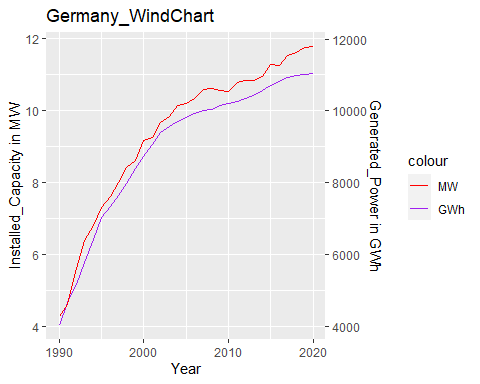 Germany_WindChart
12
10
8
6
4
12000
10000
8000
6000
4000
1990
2000
2010
2020
Year
Installed_Capacity in MW
Generated_Power in GWh
colour
MW
GWh